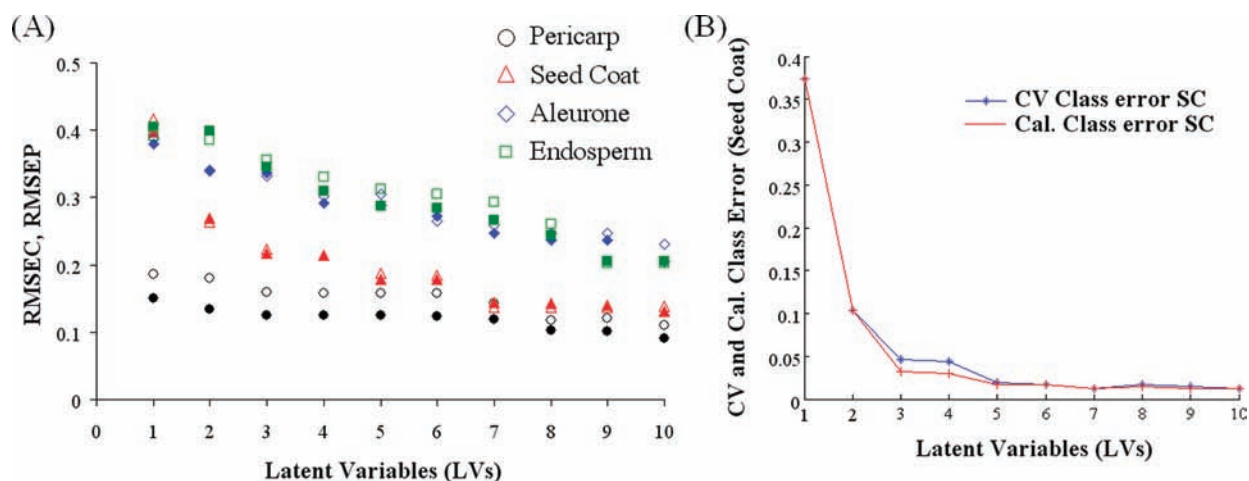 (A)
Pericarp
Seed Coat
Aleurone
Endosperm
RMSEC, RMSEP
0.5
0.4
0.3
0.2
0.1
0
0 1 2 3 4 5 6 7 8 9 10
Latent Variables (LVs)
(B)
CV Class error SC
Cal. Class error SC
CV and Cal. Class Error (Seed Coat)
0.4
0.35
0.3
0.25
0.2
0.15
0.1
0.05
0
1 2 3 4 5 6 7 8 9 10
Latent Variables (LVs)